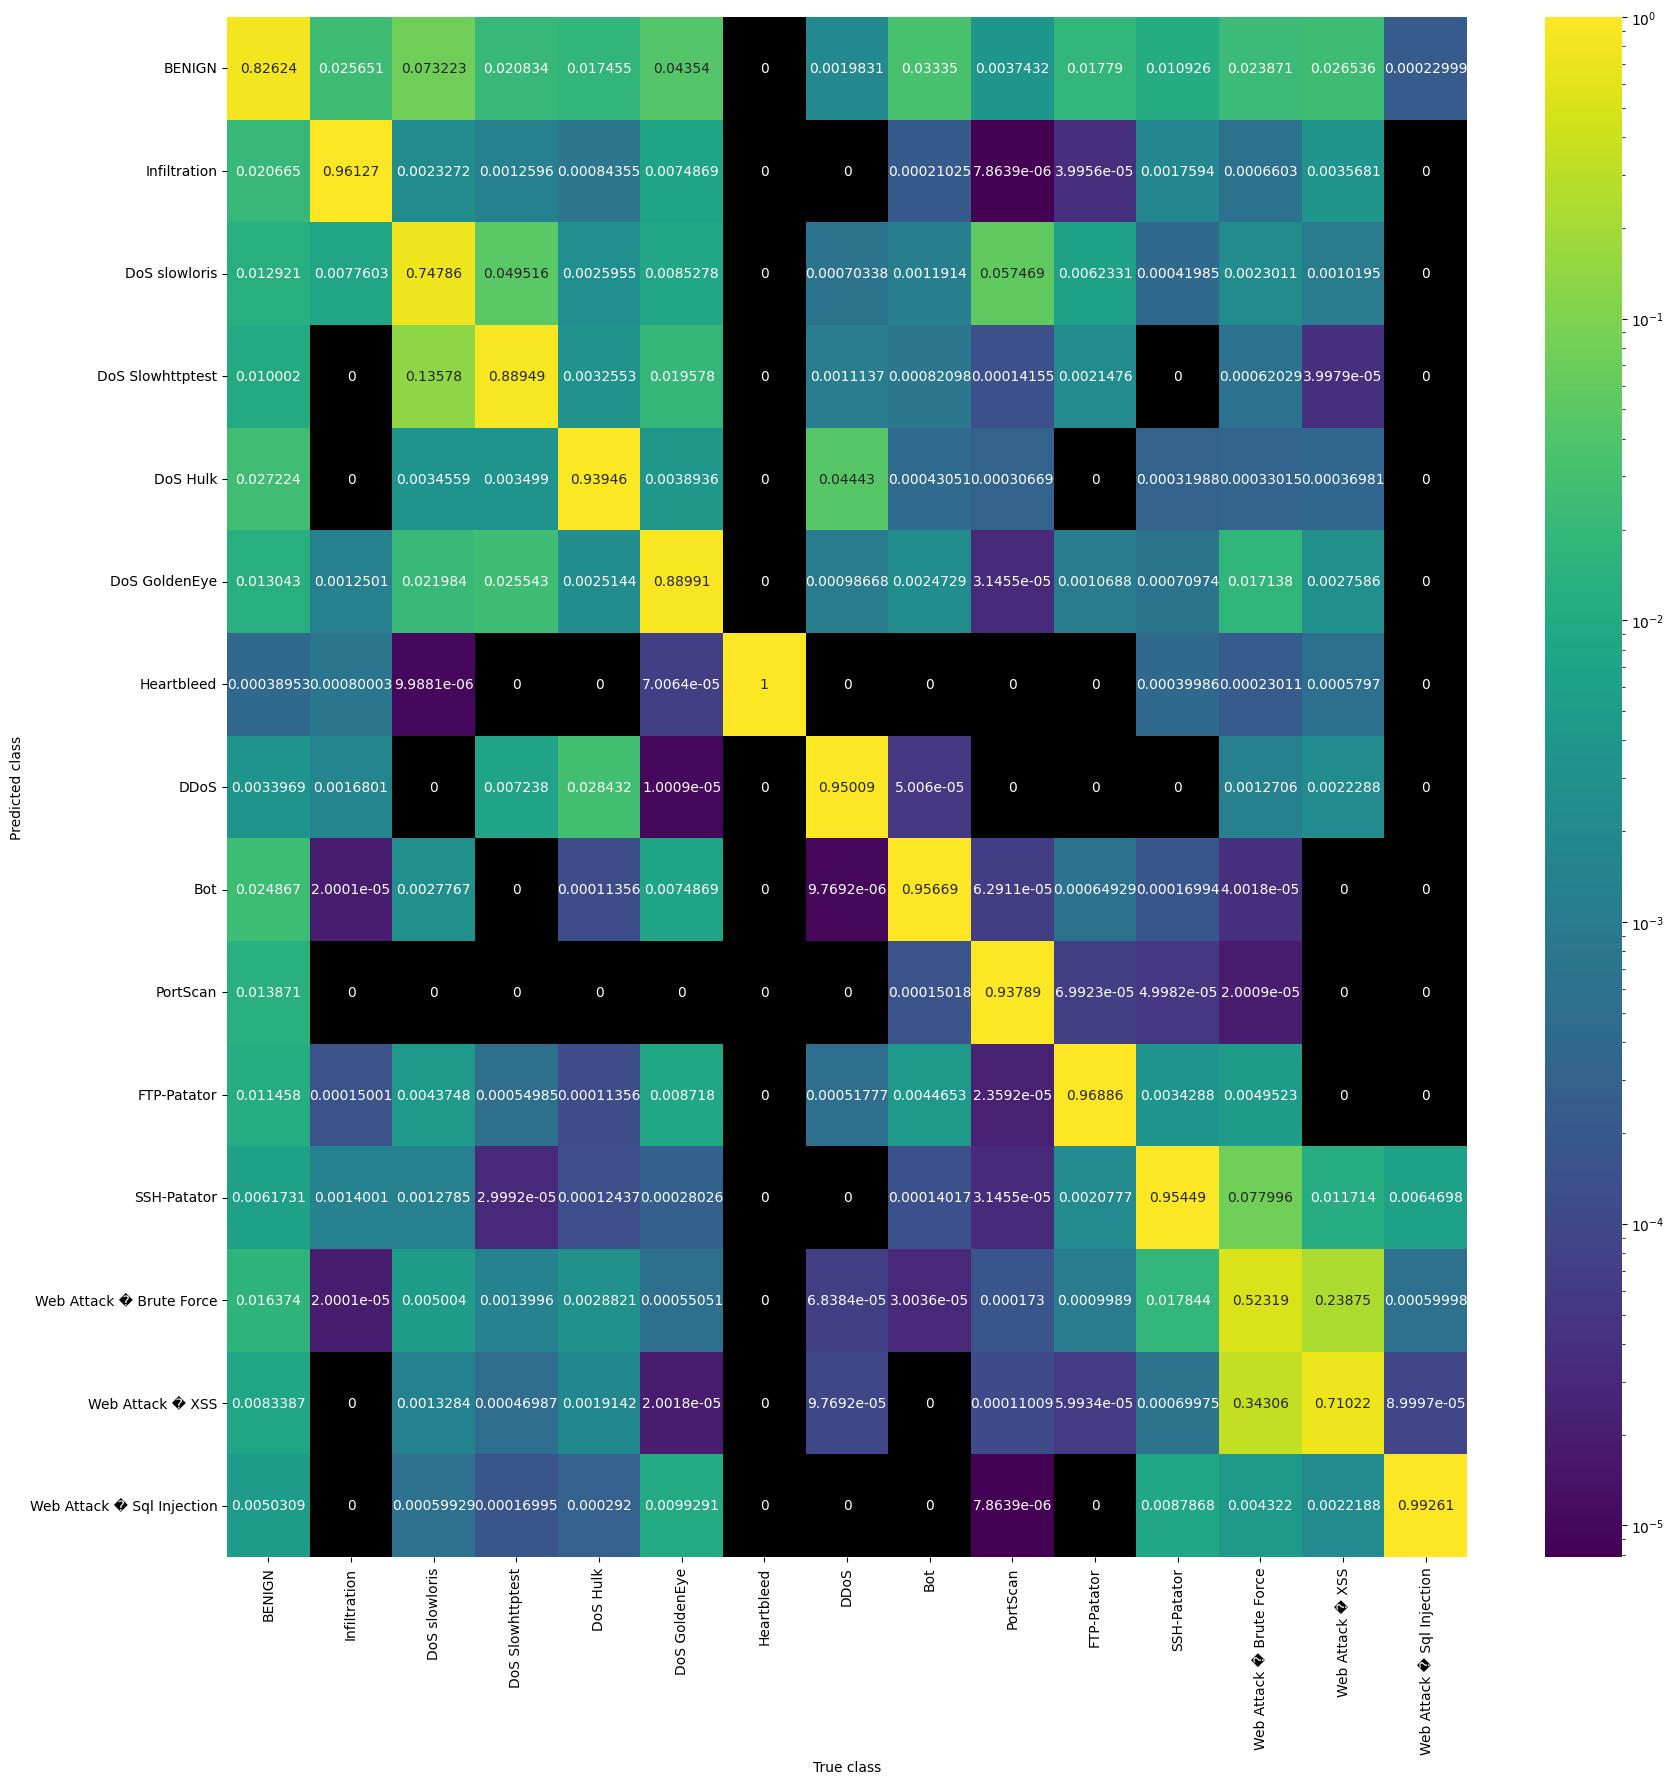 BENIGN 0.82624 0.025651 0.073223 0.020834 0.017455 0.04354 0 0.0019831 0.03335 0.0037432 0.01779 0.010926 0.023871 0.026536 0.00022999
Infiltration 0.020665 0.96127 0.0023272 0.0012596 0.00084355 0.0074869 0 0 0.00021025 7.8639e-06 3.9956e-05 0.0017594 0.0006603 0.0035681 0
DoS slowloris 0.012921 0.0077603 0.74786 0.049516 0.0025955 0.0085278 0 0.00070338 0.0011914 0.057469 0.0062331 0.00041985 0.0023011 0.0010195 0
DoS Slowhttptest 0.010002 0 0.13578 0.88949 0.0032553 0.019578 0 0.0011137 0.00082098 0.00014155 0.0021476 0 0.00062029 3.9979e-05 0
DoS Hulk 0.027224 0 0.0034559 0.003499 0.93946 0.0038936 0 0.04443 0.00043051 0.00030669 0 0.00031988 0.00033015 0.00036981 0
DoS GoldenEye 0.013043 0.0012501 0.021984 0.025543 0.0025144 0.88991 0 0.00098668 0.0024729 3.1455e-05 0.0010688 0.00070974 0.017138 0.0027586 0
Heartbleed 0.00038953 0.00080003 9.9881e-06 0 0 7.0064e-05 1 0 0 0 0 0.00039986 0.00023011 0.0005797 0
DDoS 0.0033969 0.0016801 0 0.007238 0.028432 1.0009e-05 0 0.95009 5.006e-05 0 0 0 0.0012706 0.0022288 0
Bot 0.024867 2.0001e-05 0.0027767 0 0.00011356 0.0074869 0 9.7692e-06 0.95669 6.2911e-05 0.00064929 0.00016994 4.0018e-05 0 0
PortScan 0.013871 0 0 0 0 0 0 0 0.00015018 0.93789 6.9923e-05 4.9982e-05 2.0009e-05 0 0
FTP-Patator 0.011458 0.00015001 0.0043748 0.00054985 0.00011356 0.008718 0 0.00051777 0.0044653 2.3592e-05 0.96886 0.0034288 0.0049523 0 0
SSH-Patator 0.0061731 0.0014001 0.0012785 2.9992e-05 0.00012437 0.00028026 0 0 0.00014017 3.1455e-05 0.0020777 0.95449 0.077996 0.011714 0.0064698
Web Attack � Brute Force 0.016374 2.0001e-05 0.005004 0.0013996 0.0028821 0.00055051 0 6.8384e-05 3.0036e-05 0.000173 0.0009989 0.017844 0.52319 0.23875 0.00059998
Web Attack � XSS 0.0083387 0 0.0013284 0.00046987 0.0019142 2.0018e-05 0 9.7692e-05 0 0.00011009 5.9934e-05 0.00069975 0.34306 0.71022 8.9997e-05
Web Attack � Sql Injection 0.0050309 0 0.00059929 0.00016995 0.000292 0.0099291 0 0 0 7.8639e-06 0 0.0087868 0.004322 0.0022188 0.99261
BENIGN
Infiltration
DoS slowloris
DoS Slowhttptest
DoS Hulk
DoS GoldenEye
Heartbleed
DDoS
Bot
PortScan
FTP-Patator
SSH-Patator
Web Attack � Brute Force
Web Attack � XSS
Web Attack � Sql Injection
True class
Predicted class
10⁰
10⁻¹
10⁻²
10⁻³
10⁻⁴
10⁻⁵